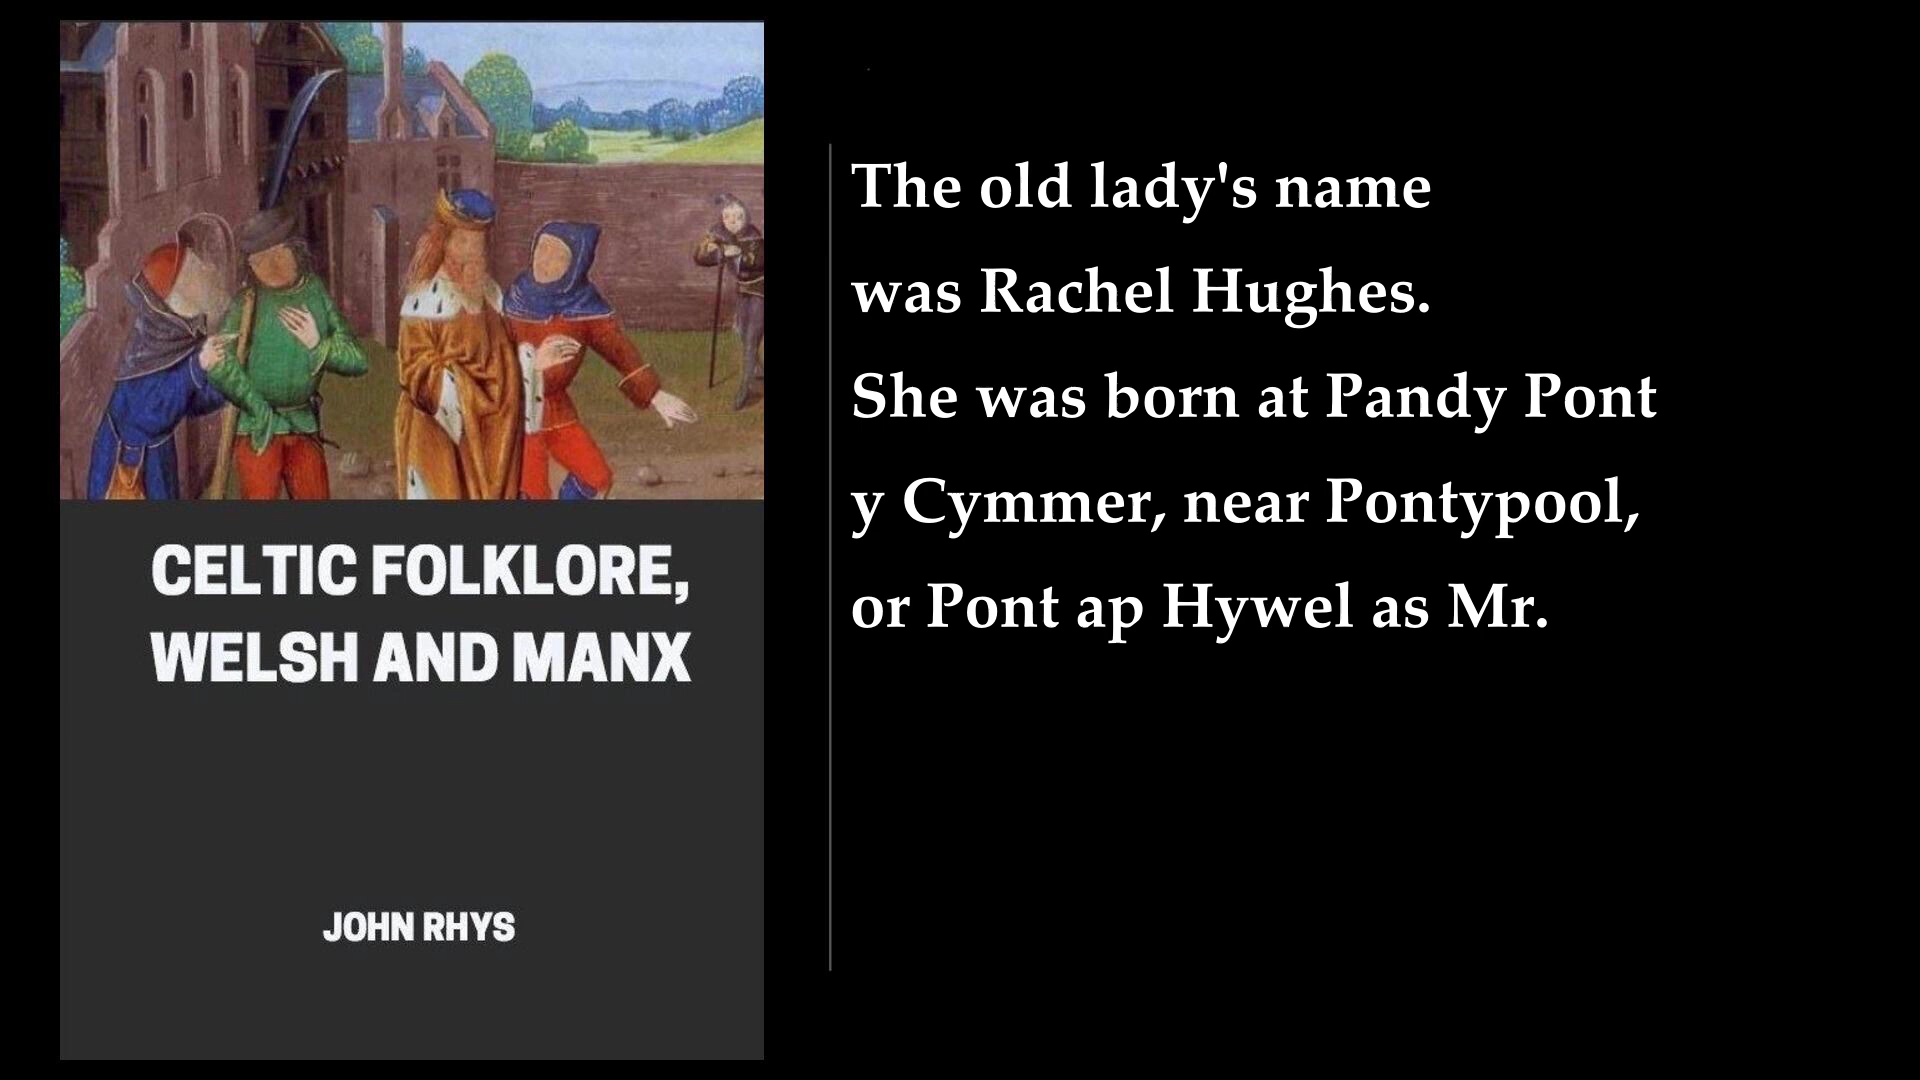 CELTIC FOLKLORE,
WELSH AND MANX
JOHN RHYS
The old lady's name
was Rachel Hughes.
She was born at Pandy Pont
y Cymmer, near Pontypool,
or Pont ap Hywel as Mr.